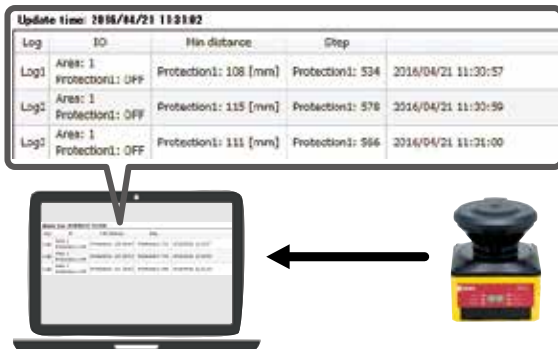 Update time: 2016/04/21 11:31:02
Log IO Min distance Step
Log1 Area: 1 Protection1: OFF Protection1: 108 [mm] Protection1: 534 2016/04/21 11:30:57
Log2 Area: 1 Protection1: OFF Protection1: 115 [mm] Protection1: 578 2016/04/21 11:30:59
Log3 Area: 1 Protection1: OFF Protection1: 111 [mm] Protection1: 566 2016/04/21 11:31:00